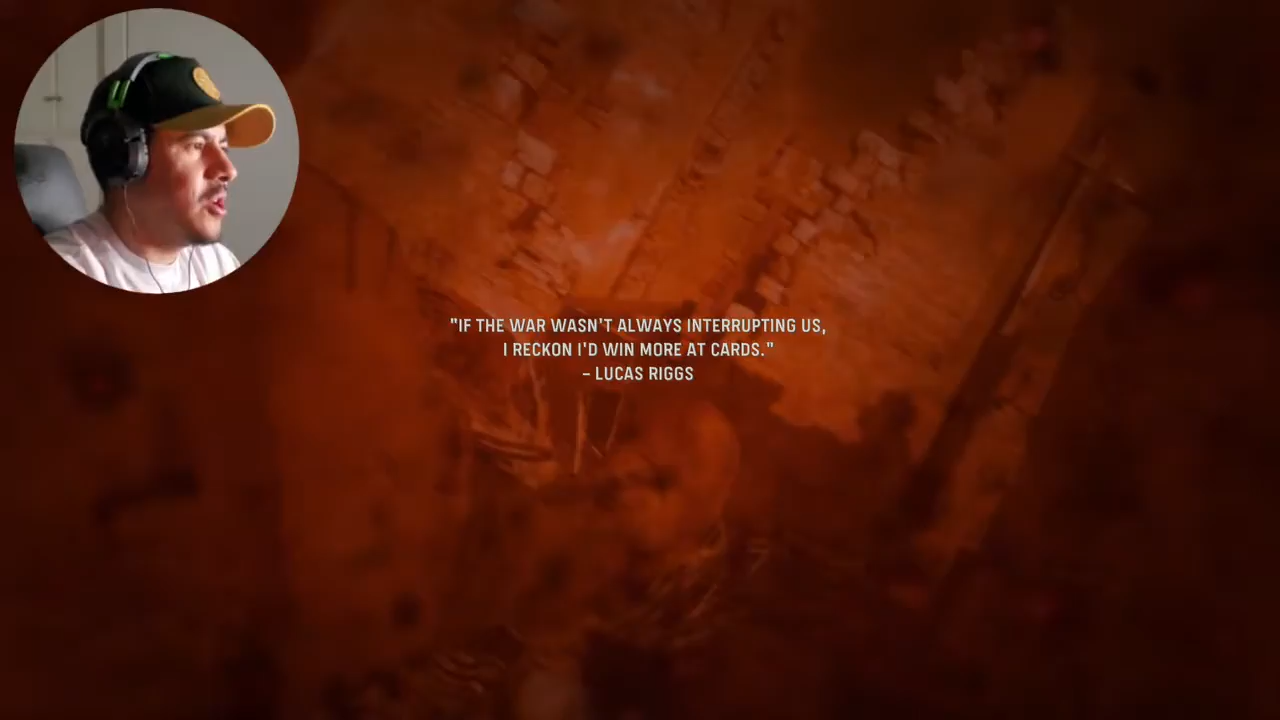 "IF THE WAR WASN'T ALWAYS INTERRUPTING US,
I RECKON I'D WIN MORE AT CARDS."
– LUCAS RIGGS